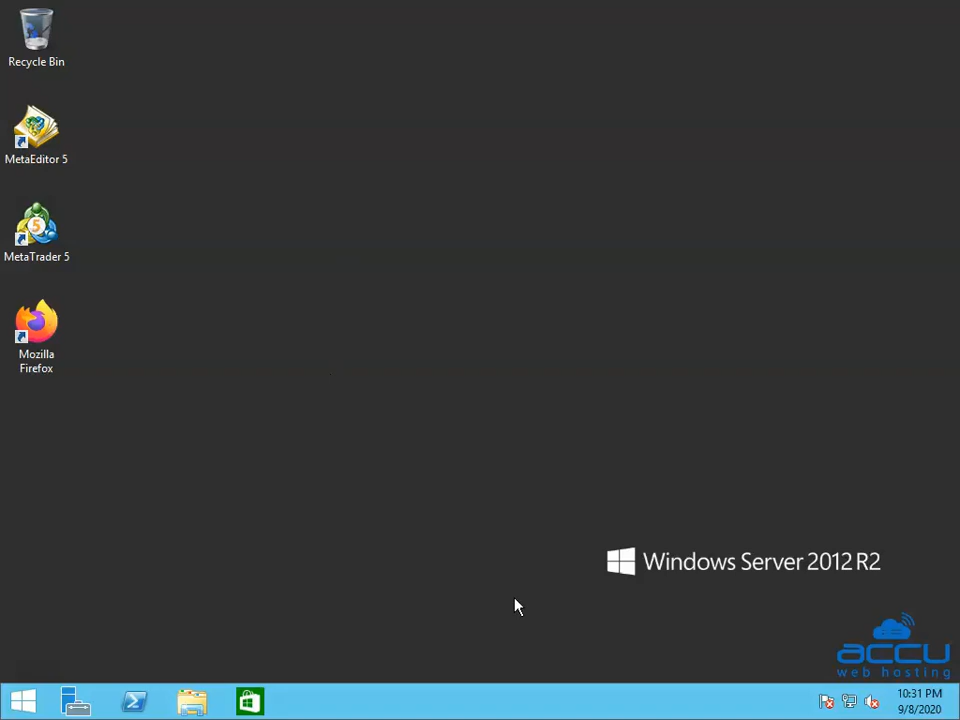 Recycle Bin
MetaEditor 5
5
MetaTrader 5
Mozilla
Firefox
Windows Server 2012 R2
accu
web hosting
10:31 PM
9/8/2020